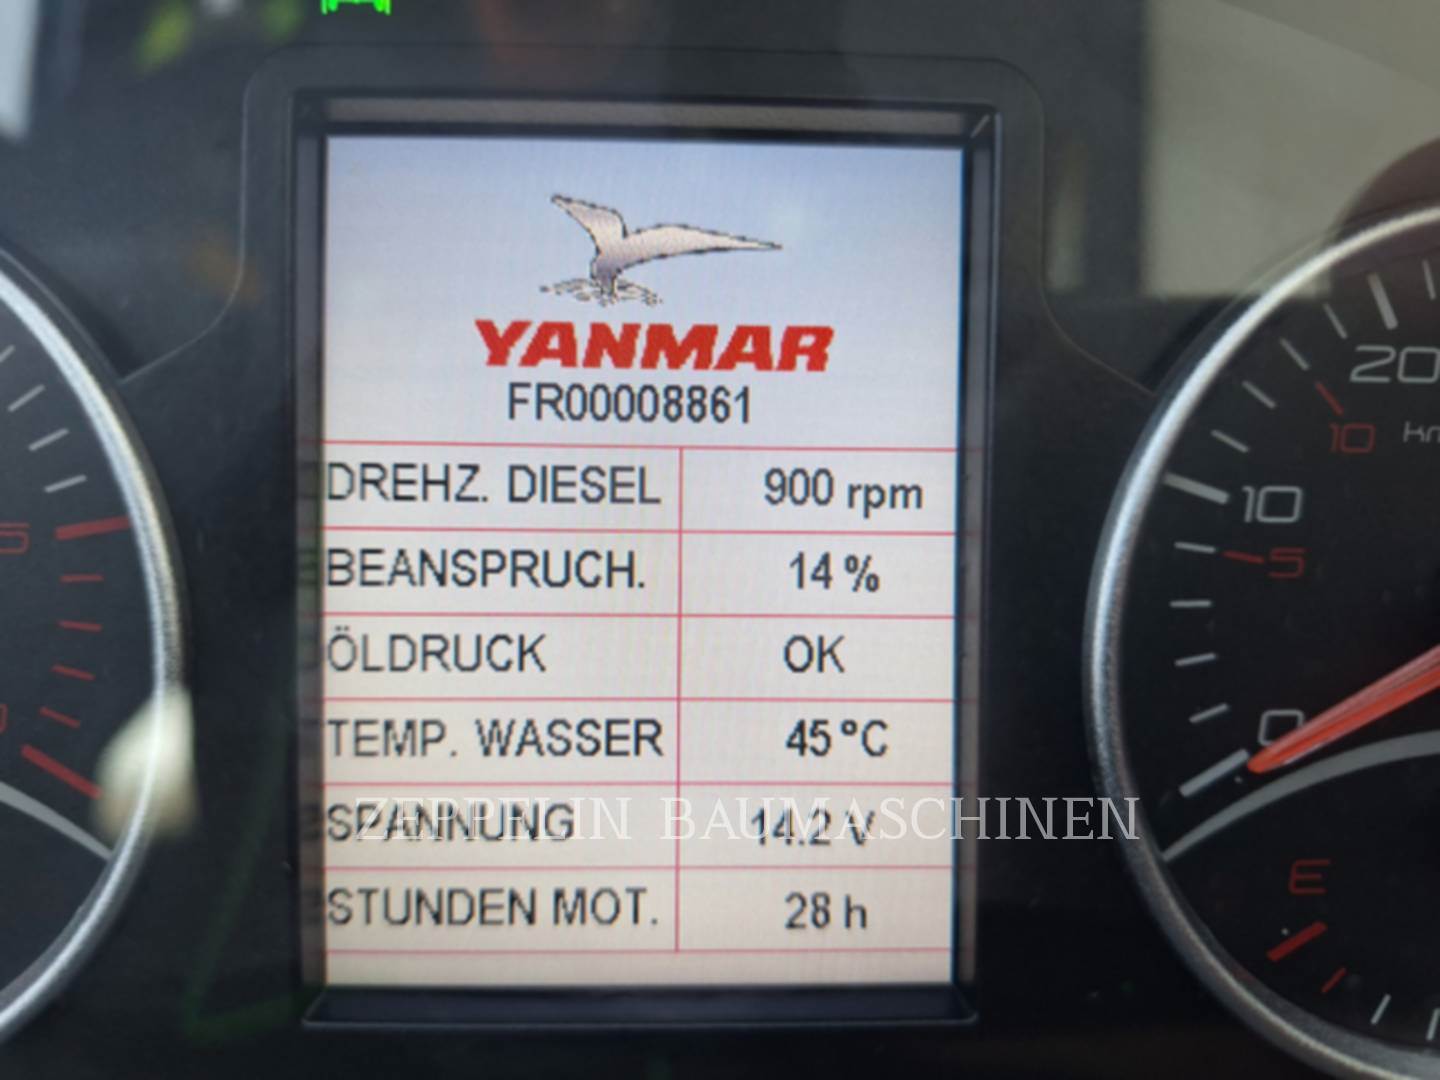 YANMAR
FR00008861
DREHZ. DIESEL 900 rpm
BEANSPRUCH. 14 %
ÖLDRUCK OK
TEMP. WASSER 45 °C
SPANNUNG 14.2 V
ZEPPELIN BAUMASCHINEN
STUNDEN MOT. 28 h
20
10
10
5
0
E
5